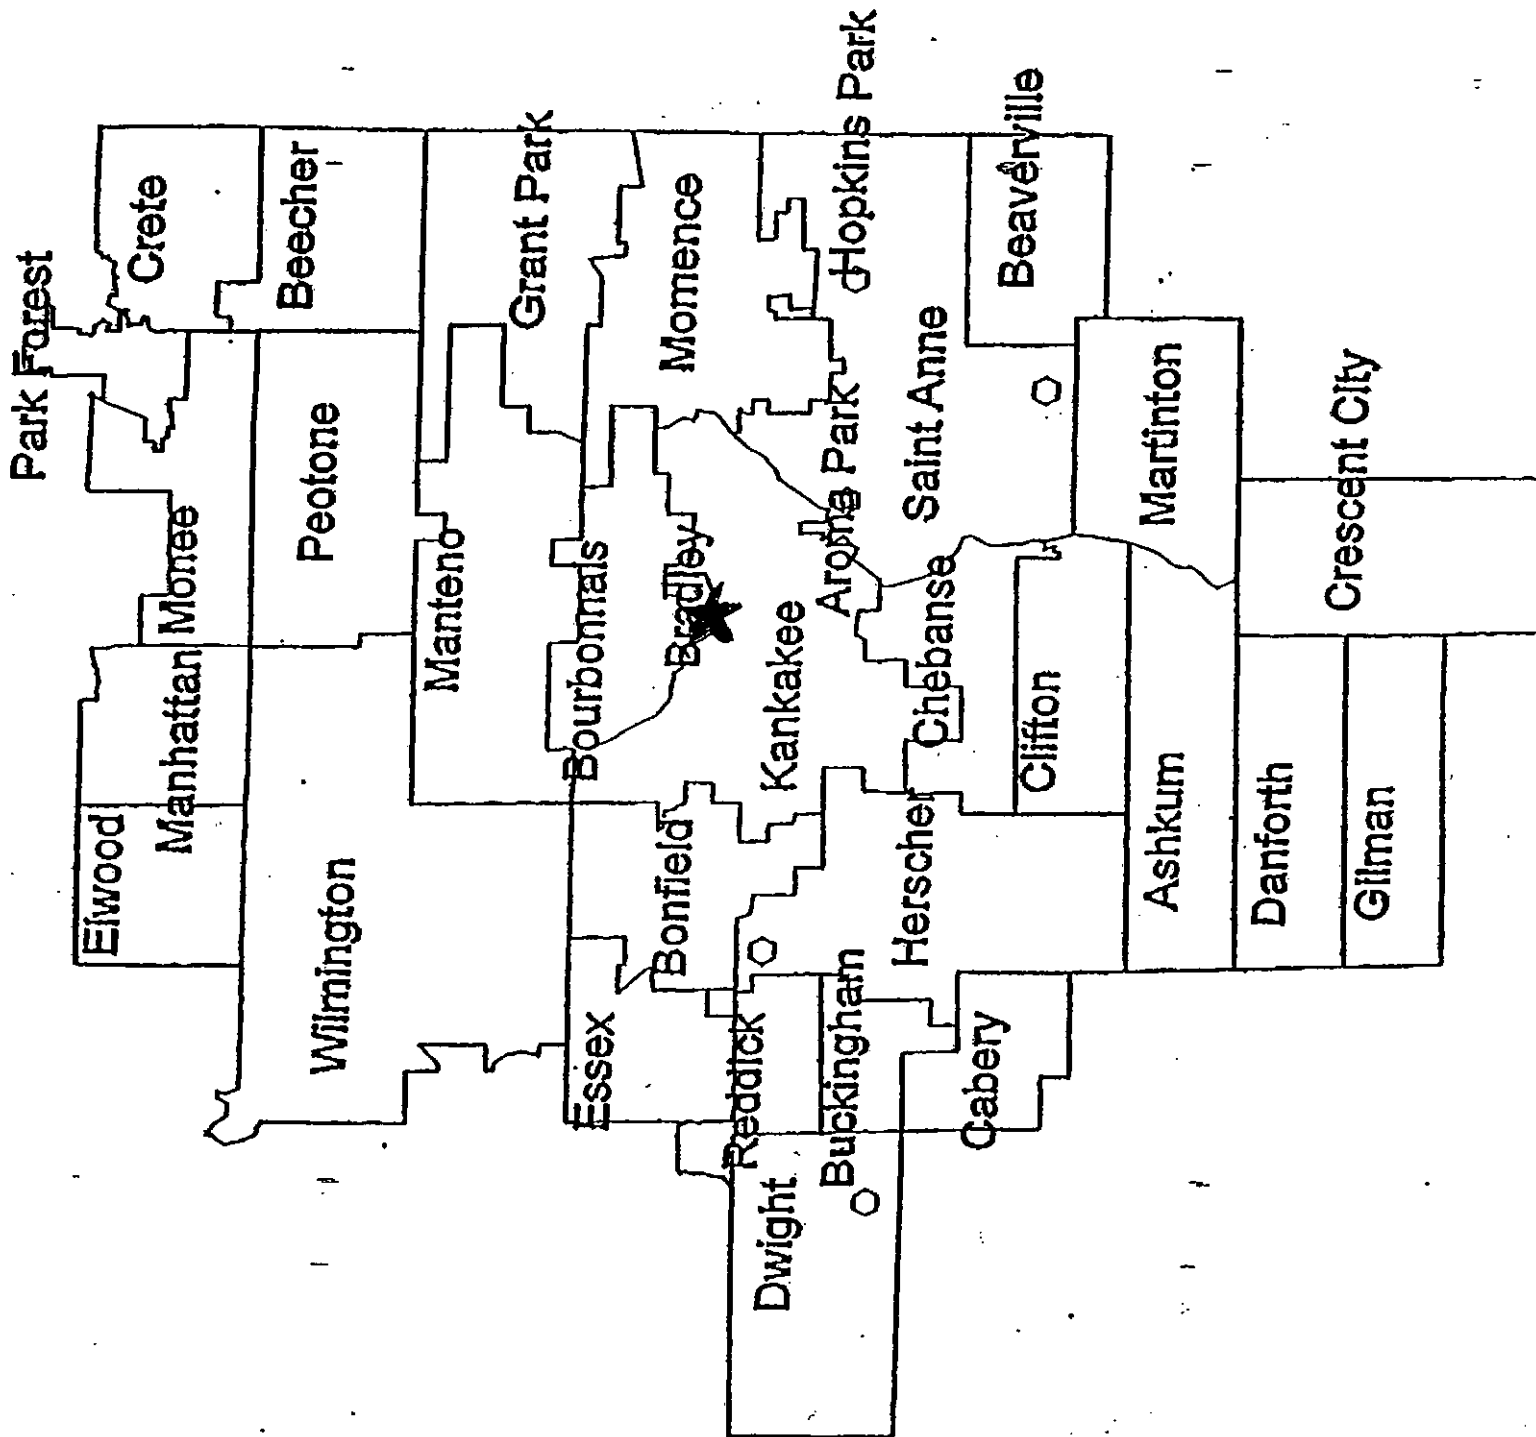 Park Forest
Crete
Elwood
Manhattan
Monee
Beecher
Wilmington
Peotone
Manteno
Grant Park
Essex
Bourbonnais
Bonfield
Bradley
Momence
Reddick
Dwight
Kankakee
Buckingham
Aroma Park
Hopkins Park
Herscher
Chebanse
Saint Anne
Cabery
Clifton
Beaverville
Ashkum
Martinton
Danforth
Gilman
Crescent City